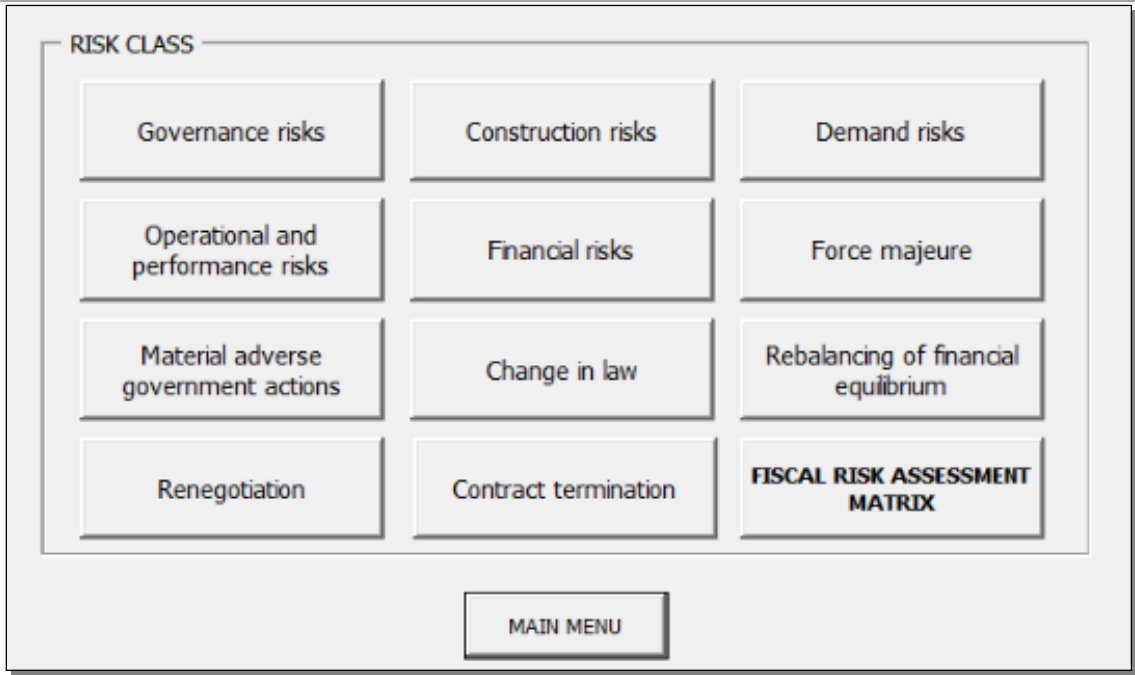 RISK CLASS
Governance risks
Construction risks
Demand risks
Operational and
performance risks
Financial risks
Force majeure
Material adverse
government actions
Change in law
Rebalancing of financial
equilibrium
Renegotiation
Contract termination
FISCAL RISK ASSESSMENT
MATRIX
MAIN MENU